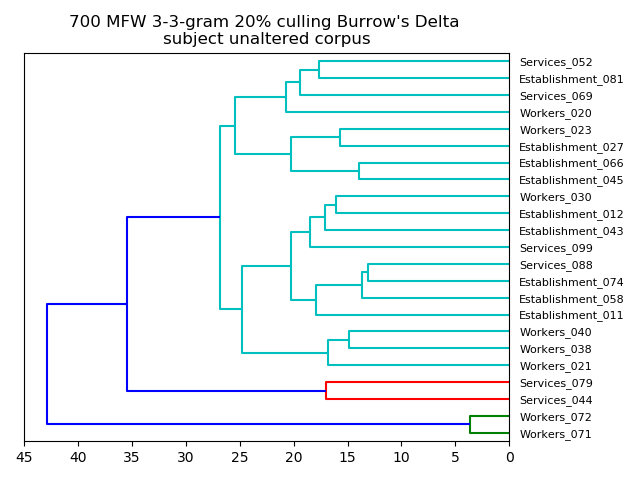 700 MFW 3-3-gram 20% culling Burrow's Delta
subject unaltered corpus
Services_052
Establishment_081
Services_069
Workers_020
Workers_023
Establishment_027
Establishment_066
Establishment_045
Workers_030
Establishment_012
Establishment_043
Services_099
Services_088
Establishment_074
Establishment_058
Establishment_011
Workers_040
Workers_038
Workers_021
Services_079
Services_044
Workers_072
Workers_071
45 40 35 30 25 20 15 10 5 0